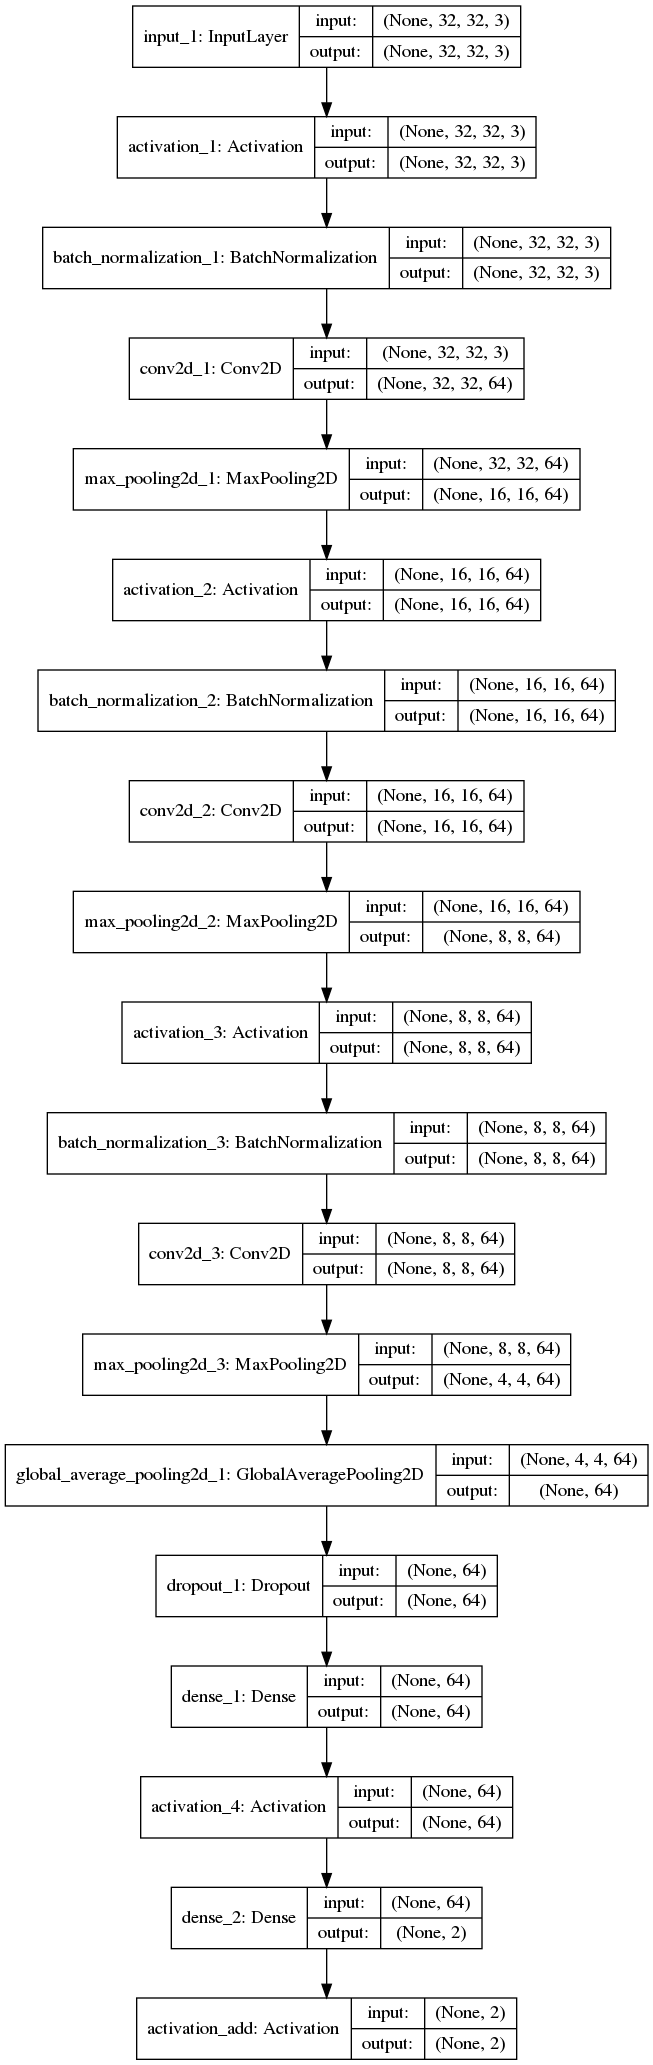 input_1: InputLayer
input: (None, 32, 32, 3)
output: (None, 32, 32, 3)
activation_1: Activation
input: (None, 32, 32, 3)
output: (None, 32, 32, 3)
batch_normalization_1: BatchNormalization
input: (None, 32, 32, 3)
output: (None, 32, 32, 3)
conv2d_1: Conv2D
input: (None, 32, 32, 3)
output: (None, 32, 32, 64)
max_pooling2d_1: MaxPooling2D
input: (None, 32, 32, 64)
output: (None, 16, 16, 64)
activation_2: Activation
input: (None, 16, 16, 64)
output: (None, 16, 16, 64)
batch_normalization_2: BatchNormalization
input: (None, 16, 16, 64)
output: (None, 16, 16, 64)
conv2d_2: Conv2D
input: (None, 16, 16, 64)
output: (None, 16, 16, 64)
max_pooling2d_2: MaxPooling2D
input: (None, 16, 16, 64)
output: (None, 8, 8, 64)
activation_3: Activation
input: (None, 8, 8, 64)
output: (None, 8, 8, 64)
batch_normalization_3: BatchNormalization
input: (None, 8, 8, 64)
output: (None, 8, 8, 64)
conv2d_3: Conv2D
input: (None, 8, 8, 64)
output: (None, 8, 8, 64)
max_pooling2d_3: MaxPooling2D
input: (None, 8, 8, 64)
output: (None, 4, 4, 64)
global_average_pooling2d_1: GlobalAveragePooling2D
input: (None, 4, 4, 64)
output: (None, 64)
dropout_1: Dropout
input: (None, 64)
output: (None, 64)
dense_1: Dense
input: (None, 64)
output: (None, 64)
activation_4: Activation
input: (None, 64)
output: (None, 64)
dense_2: Dense
input: (None, 64)
output: (None, 2)
activation_add: Activation
input: (None, 2)
output: (None, 2)